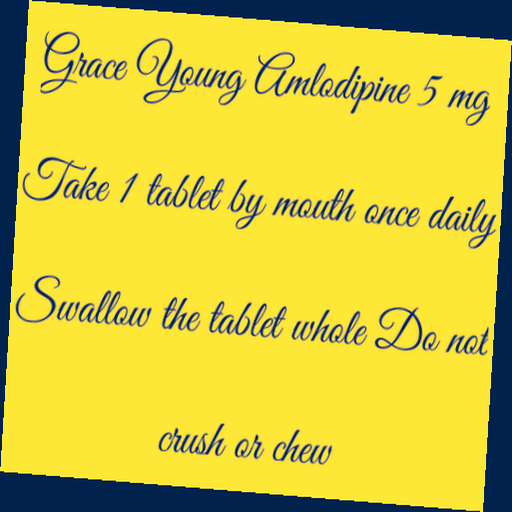 Grace Young Amlodipine 5 mg
Take 1 tablet by mouth once daily
Swallow the tablet whole Do not
crush or chew